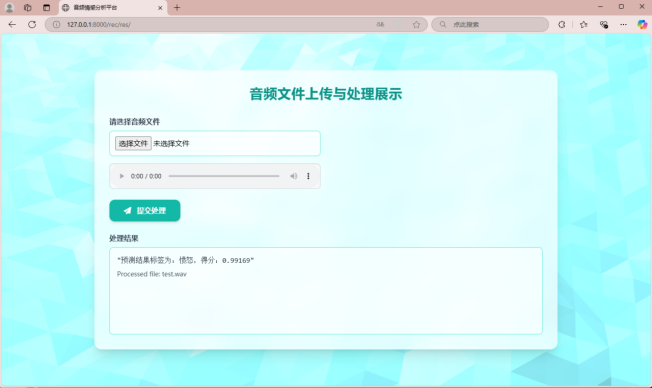 音频情感分析平台
127.0.0.1:8000/rec/res/
点此搜索
音频文件上传与处理展示
请选择音频文件
选择文件 未选择文件
0:00 / 0:00
提交处理
处理结果
"预测结果标签为：愤怒，得分：0.99169"
Processed file: test.wav